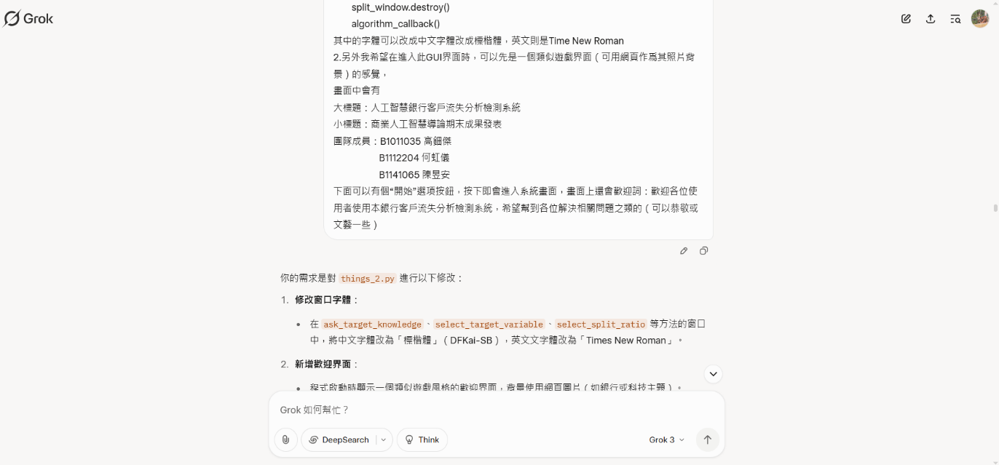 Grok
split_window.destroy()
algorithm_callback()
其中的字體可以改成中文字體改成標楷體，英文則是Time New Roman
2.另外我希望在進入此GUI界面時，可以先是一個類似遊戲界面（可用網頁作爲其照片背
景）的感覺，
畫面中會有
大標題：人工智慧銀行客戶流失分析檢測系統
小標題：商業人工智慧導論期末成果發表
團隊成員：B1011035 高鈿傑
B1112204 何虹儀
B1141065 陳昱安
下面可以有個“開始”選項按鈕，按下即會進入系統畫面，畫面上還會歡迎詞：歡迎各位使
用者使用本銀行客戶流失分析檢測系統，希望幫到各位解決相關問題之類的（可以恭敬或
文藝一些）
你的需求是對 things_2.py 進行以下修改：
1. 修改窗口字體：
• 在 ask_target_knowledge、select_target_variable、select_split_ratio 等方法的窗口
中，將中文字體改為「標楷體」（DFKai-SB），英文文字體改為「Times New Roman」。
2. 新增歡迎界面：
• 程式啟動時顯示一個類似遊戲風格的歡迎界面，背景使用網頁圖片（如銀行或科技主題）。
Grok 如何幫忙？
DeepSearch
Think
Grok 3